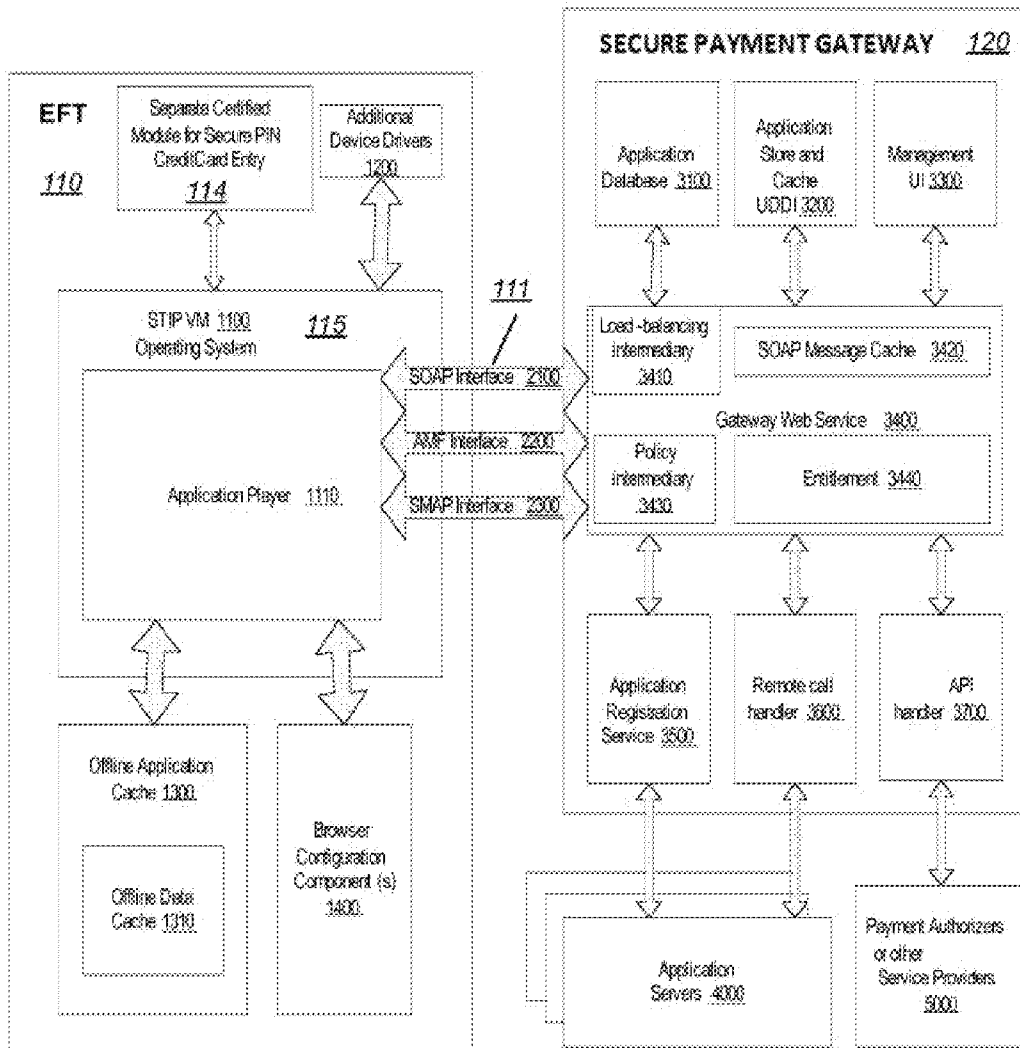 EFT
110
Separate Certified
Module for Secure PIN
CreditCard Entry
114
Additional
Device Drivers
1200
STIP VM 1100
Operating System
115
Application Player 1110
Offline Application
Cache 1300
Offline Data
Cache 1310
Browser
Configuration
Component (s)
1400
111
SOAP Interface 2100
AMF Interface 2200
SMAP Interface 2300
SECURE PAYMENT GATEWAY 120
Application
Database 3100
Application
Store and
Cache
UDDI 3200
Management
UI 3300
Load -balancing
intermediary
3410
SOAP Message Cache 3420
Gateway Web Service 3400
Policy
intermediary
3430
Entitlement 3440
Application
Registration
Service 3500
Remote call
handler 3600
API
handler 3700
Application
Servers 4000
Payment Authorizers
or other
Service Providers
5000